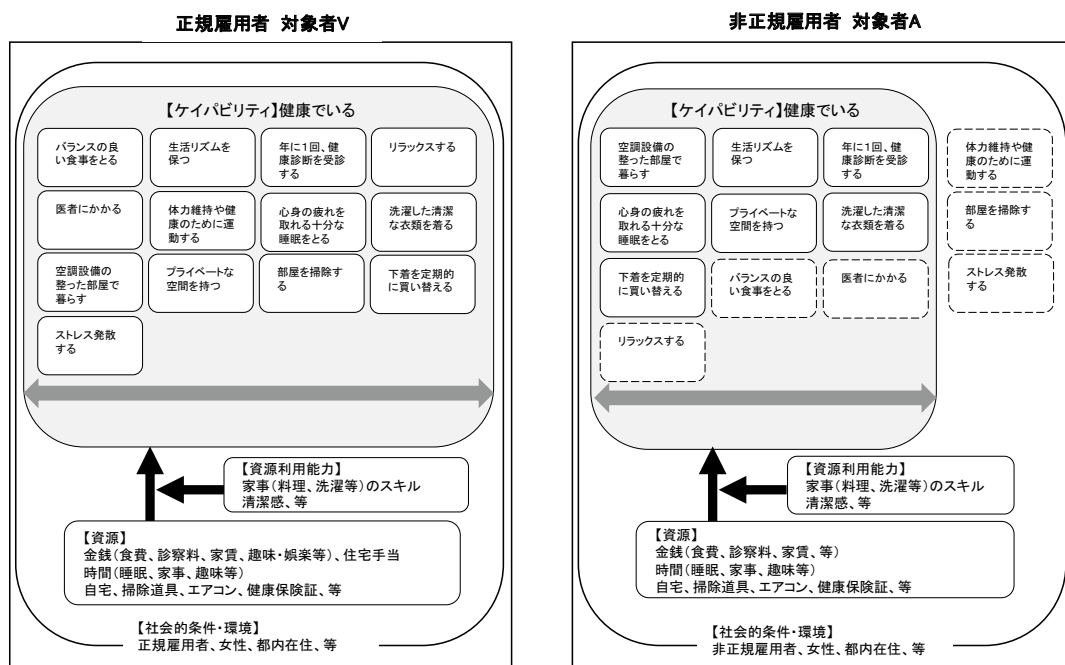 正規雇用者 対象者V
【ケイパビリティ】健康でいる
バランスの良
い食事をとる
生活リズムを
保つ
年に1回、健
康診断を受診
する
リラックスする
医者にかかる
体力維持や健
康のために運
動する
心身の疲れを
取れる十分な
睡眠をとる
洗濯した清潔
な衣類を着る
空調設備の
整った部屋で
暮らす
プライベートな
空間を持つ
部屋を掃除す
る
下着を定期的
に買い替える
ストレス発散
する
【資源利用能力】
家事(料理、洗濯等)のスキル
清潔感、等
【資源】
金銭(食費、診察料、家賃、趣味・娯楽等)、住宅手当
時間(睡眠、家事、趣味等)
自宅、掃除道具、エアコン、健康保険証、等
【社会的条件・環境】
正規雇用者、女性、都内在住、等
非正規雇用者 対象者A
【ケイパビリティ】健康でいる
空調設備の
整った部屋で
暮らす
生活リズムを
保つ
年に1回、健
康診断を受診
する
体力維持や健
康のために運
動する
心身の疲れを
取れる十分な
睡眠をとる
プライベートな
空間を持つ
洗濯した清潔
な衣類を着る
部屋を掃除す
る
下着を定期的
に買い替える
バランスの良
い食事をとる
医者にかかる
ストレス発散
する
リラックスする
【資源利用能力】
家事(料理、洗濯等)のスキル
清潔感、等
【資源】
金銭(食費、診察料、家賃、等)
時間(睡眠、家事、趣味等)
自宅、掃除道具、エアコン、健康保険証、等
【社会的条件・環境】
非正規雇用者、女性、都内在住、等